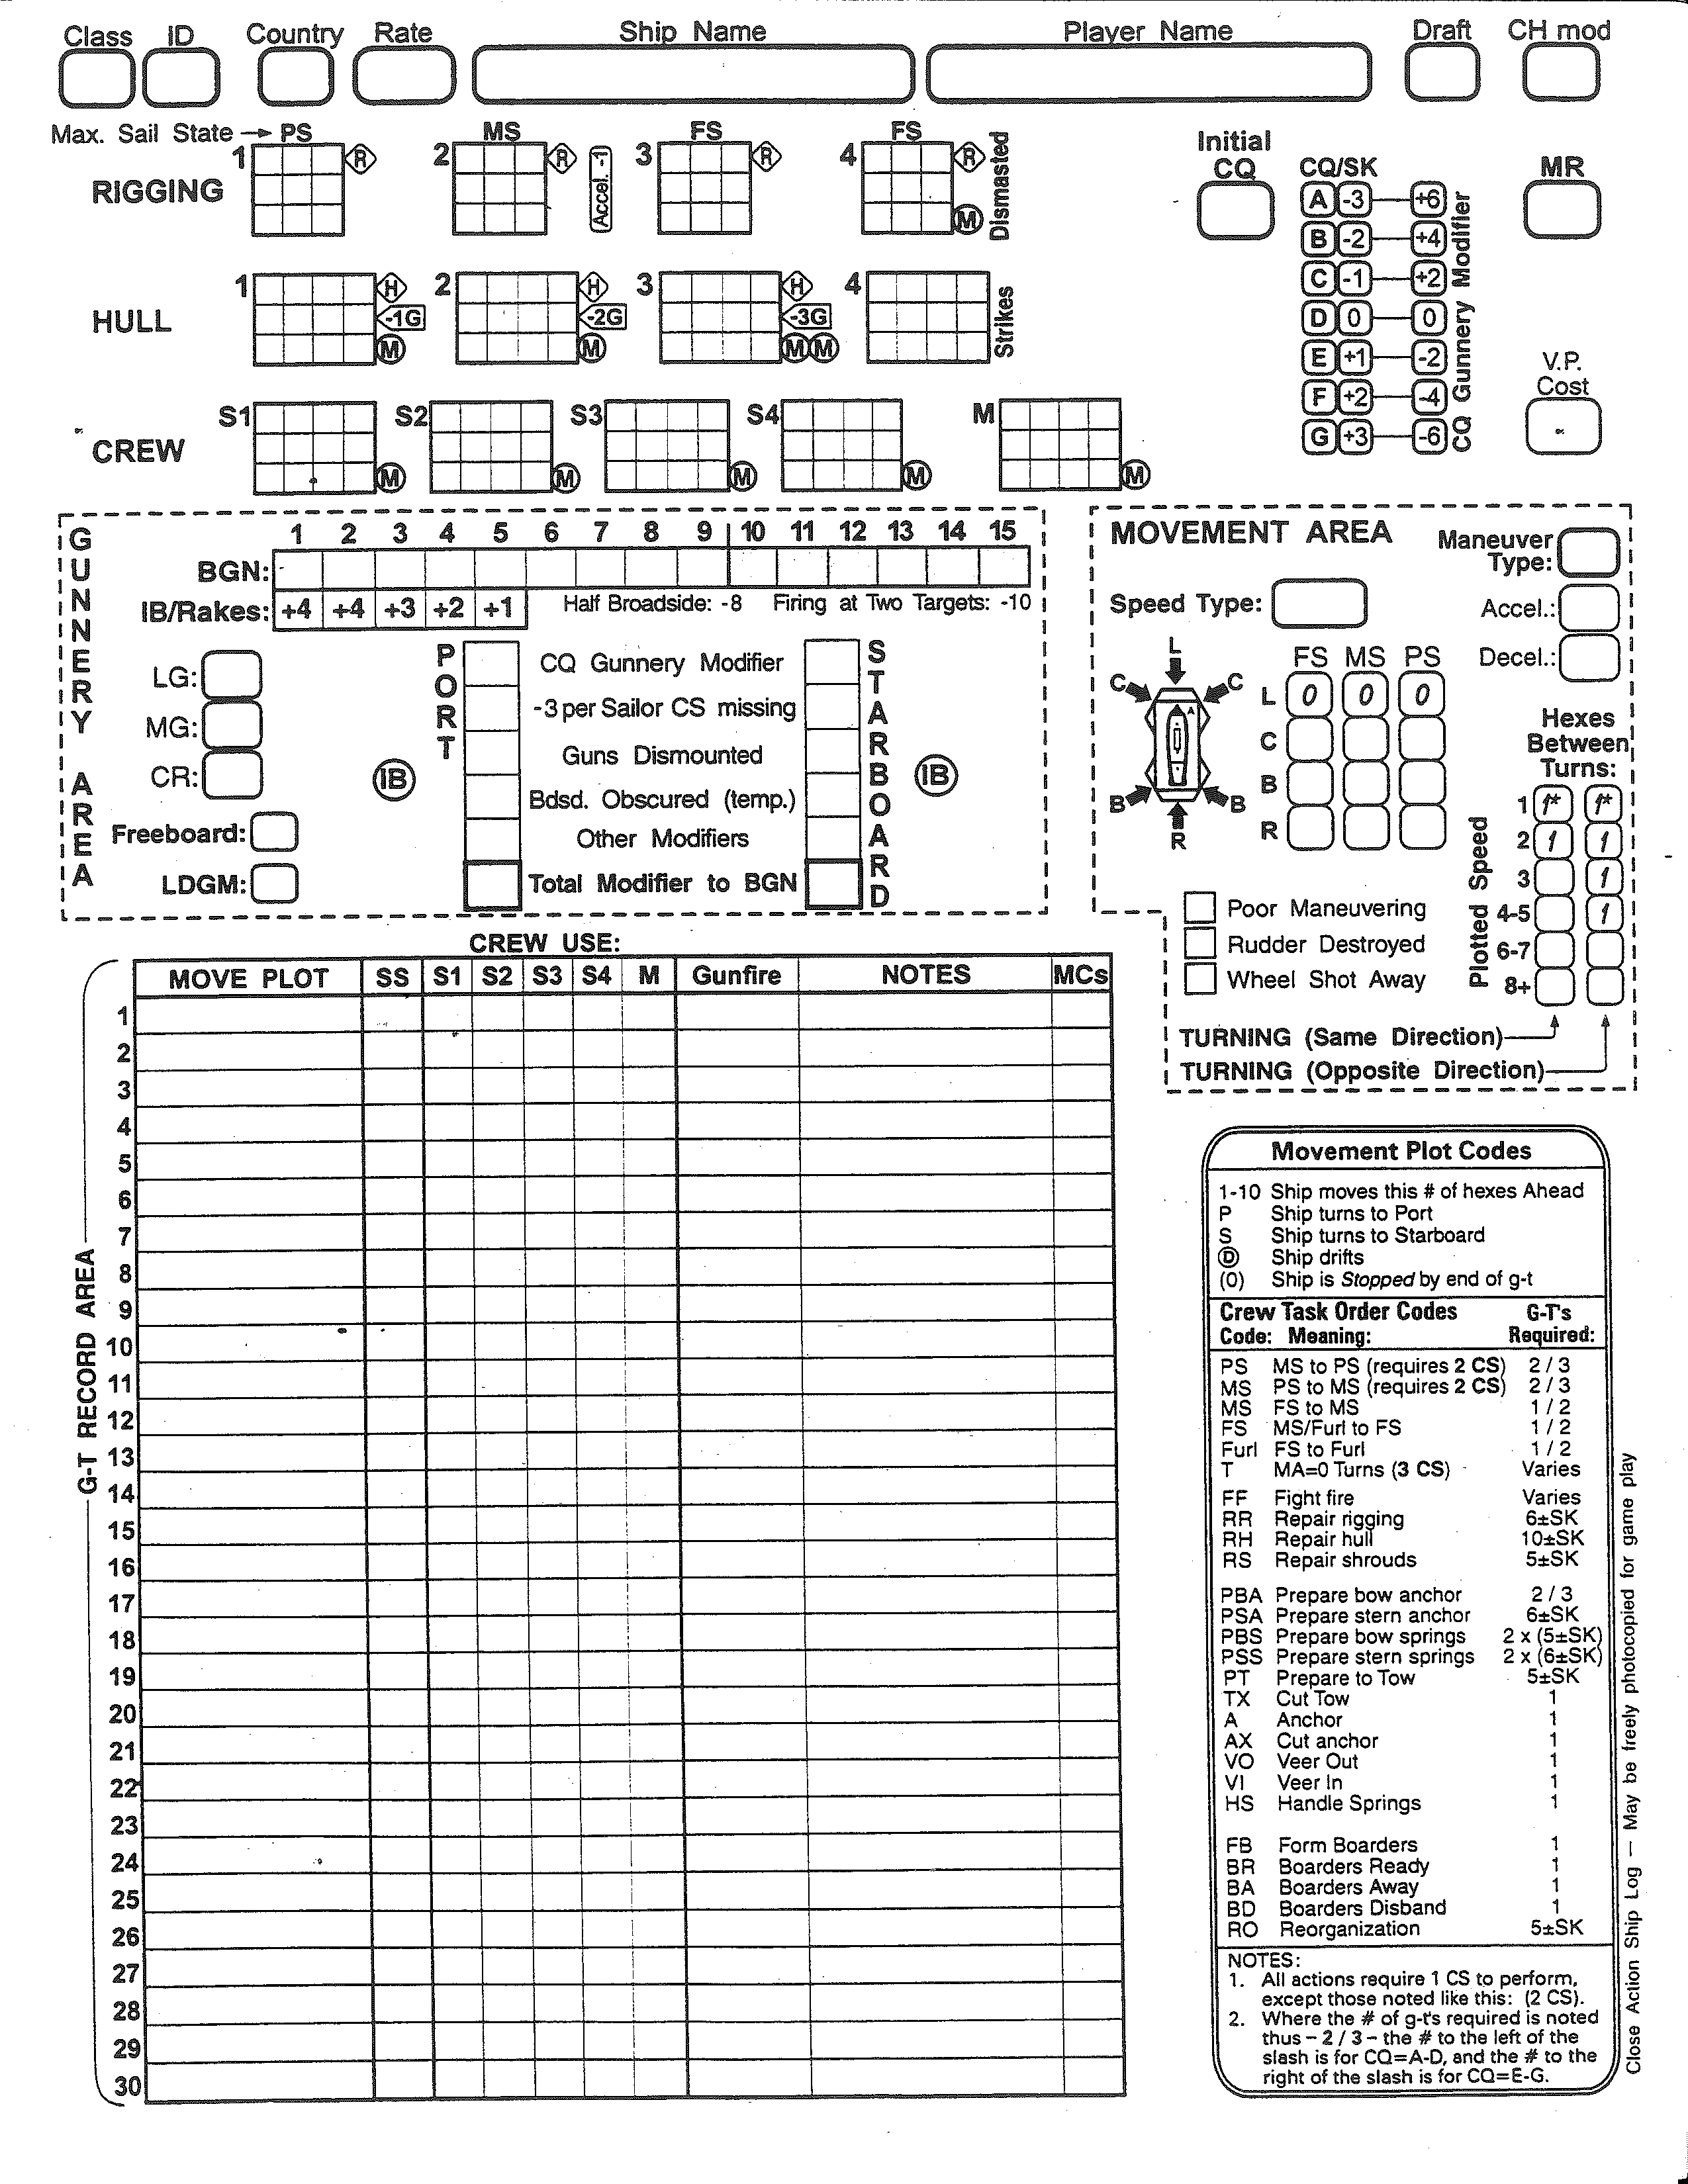 Class ID Country Rate Ship Name Player Name Draft CH mod
Max. Sail State → PS MS FS FS
RIGGING 1 R 2 R Accel. -1 3 R 4 R M Dismasted
HULL 1 H -1G M 2 H -2G M 3 H -3G M M 4 Strikes
CREW S1 M S2 M S3 M S4 M M M
Initial CQ
CQ/SK
A -3 +6
B -2 +4
C -1 +2
D 0 0
E +1 -2
F +2 -4
G +3 -6
CQ Gunnery Modifier
MR
V.P. Cost
GUNNERY AREA
1 2 3 4 5 6 7 8 9 10 11 12 13 14 15
BGN:
IB/Rakes: +4 +4 +3 +2 +1 Half Broadside: -8 Firing at Two Targets: -10
LG:
MG:
CR:
Freeboard:
LDGM:
IB
PORT
CQ Gunnery Modifier
-3 per Sailor CS missing
Guns Dismounted
Bdsd. Obscured (temp.)
Other Modifiers
Total Modifier to BGN
STARBOARD
IB
MOVEMENT AREA
Maneuver Type:
Speed Type:
Accel.:
Decel.:
L
C C
A
B B
R
FS MS PS
L 0 0 0
C
B
R
Hexes
Between
Turns:
Plotted Speed
1 1* 1*
2 1 1
3 1
4-5 1
6-7
8+
Poor Maneuvering
Rudder Destroyed
Wheel Shot Away
TURNING (Same Direction)
TURNING (Opposite Direction)
CREW USE:
MOVE PLOT SS S1 S2 S3 S4 M Gunfire NOTES MCs
G-T RECORD AREA
1
2
3
4
5
6
7
8
9
10
11
12
13
14
15
16
17
18
19
20
21
22
23
24
25
26
27
28
29
30
Movement Plot Codes
1-10 Ship moves this # of hexes Ahead
P Ship turns to Port
S Ship turns to Starboard
Ⓓ Ship drifts
(0) Ship is Stopped by end of g-t
Crew Task Order Codes G-T's
Code: Meaning: Required:
PS MS to PS (requires 2 CS) 2 / 3
MS PS to MS (requires 2 CS) 2 / 3
MS FS to MS 1 / 2
FS MS/Furl to FS 1 / 2
Furl FS to Furl 1 / 2
T MA=0 Turns (3 CS) Varies
FF Fight fire Varies
RR Repair rigging 6±SK
RH Repair hull 10±SK
RS Repair shrouds 5±SK
PBA Prepare bow anchor 2 / 3
PSA Prepare stern anchor 6±SK
PBS Prepare bow springs 2 x (5±SK)
PSS Prepare stern springs 2 x (6±SK)
PT Prepare to Tow 5±SK
TX Cut Tow 1
A Anchor 1
AX Cut anchor 1
VO Veer Out 1
VI Veer In 1
HS Handle Springs 1
FB Form Boarders 1
BR Boarders Ready 1
BA Boarders Away 1
BD Boarders Disband 1
RO Reorganization 5±SK
NOTES:
1. All actions require 1 CS to perform,
except those noted like this: (2 CS).
2. Where the # of g-t's required is noted
thus – 2 / 3 – the # to the left of the
slash is for CQ=A-D, and the # to the
right of the slash is for CQ=E-G.
Close Action Ship Log — May be freely photocopied for game play